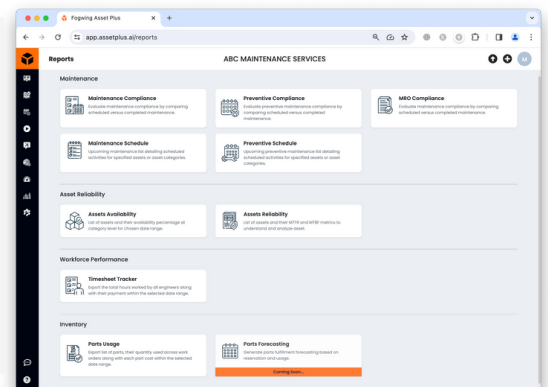 Fogwing Asset Plus
app.assetplus.ai/reports
Reports
ABC MAINTENANCE SERVICES
M
Maintenance
Maintenance Compliance
Evaluate maintenance compliance by comparing
scheduled versus completed maintenance.
Preventive Compliance
Evaluate preventive maintenance compliance by
comparing scheduled versus completed
maintenance.
MRO Compliance
Evaluate maintenance compliance by comparing
scheduled versus completed maintenance.
Maintenance Schedule
Upcoming maintenance list detailing scheduled
activities for specified assets or asset categories.
Preventive Schedule
Upcoming preventive maintenance list detailing
scheduled activities for specified assets or asset
categories.
Asset Reliability
Assets Availability
List of assets and their availability percentage at
category level for chosen date range.
Assets Reliability
List of assets and their MTTR and MTBF metrics to
understand and analyze asset.
Workforce Performance
Timesheet Tracker
Export the total hours worked by all engineers along
with their payment within the selected date range.
Inventory
Parts Usage
Export list of parts, their quantity used across work
orders along with each part cost within the selected
date range.
Parts Forecasting
Generate parts fulfillment forecasting based on
reservation and usage.
Coming Soon...